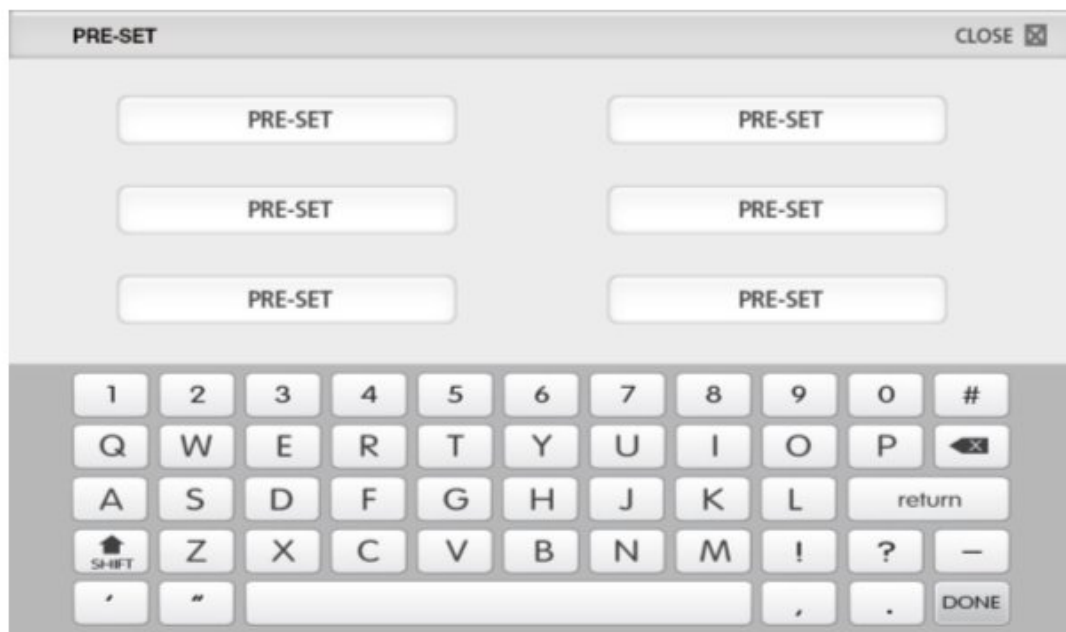 PRE-SET CLOSE
PRE-SET PRE-SET
PRE-SET PRE-SET
PRE-SET PRE-SET
1 2 3 4 5 6 7 8 9 0 #
Q W E R T Y U I O P X
A S D F G H J K L return
SHIFT Z X C V B N M ! ? –
' " , . DONE